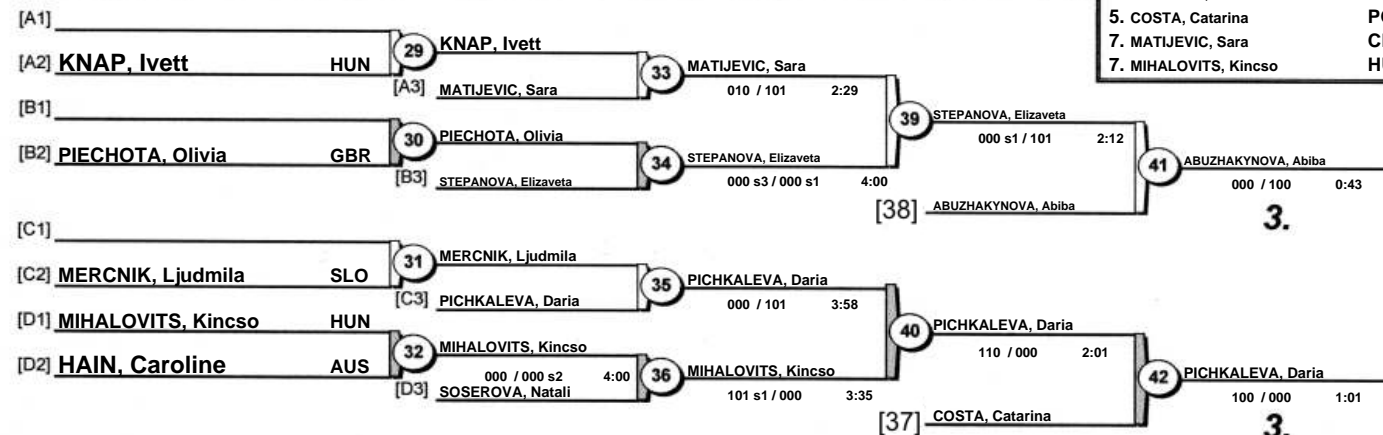 5. COSTA, Catarina
7. MATIJEVIC, Sara
7. MIHALOVITS, Kincso
[A1]
[A2] KNAP, Ivett HUN
29 KNAP, Ivett
[A3] MATIJEVIC, Sara
33 MATIJEVIC, Sara
010 / 101 2:29
[B1]
[B2] PIECHOTA, Olivia GBR
30 PIECHOTA, Olivia
[B3] STEPANOVA, Elizaveta
34 STEPANOVA, Elizaveta
000 s3 / 000 s1 4:00
39 STEPANOVA, Elizaveta
000 s1 / 101 2:12
[38] ABUZHAKYNOVA, Abiba
41 ABUZHAKYNOVA, Abiba
000 / 100 0:43
3.
[C1]
[C2] MERCNIK, Ljudmila SLO
31 MERCNIK, Ljudmila
[C3] PICHKALEVA, Daria
35 PICHKALEVA, Daria
000 / 101 3:58
[D1] MIHALOVITS, Kincso HUN
[D2] HAIN, Caroline AUS
32 MIHALOVITS, Kincso
000 / 000 s2 4:00
[D3] SOSEROVA, Natali
36 MIHALOVITS, Kincso
101 s1 / 000 3:35
40 PICHKALEVA, Daria
110 / 000 2:01
[37] COSTA, Catarina
42 PICHKALEVA, Daria
100 / 000 1:01
3.